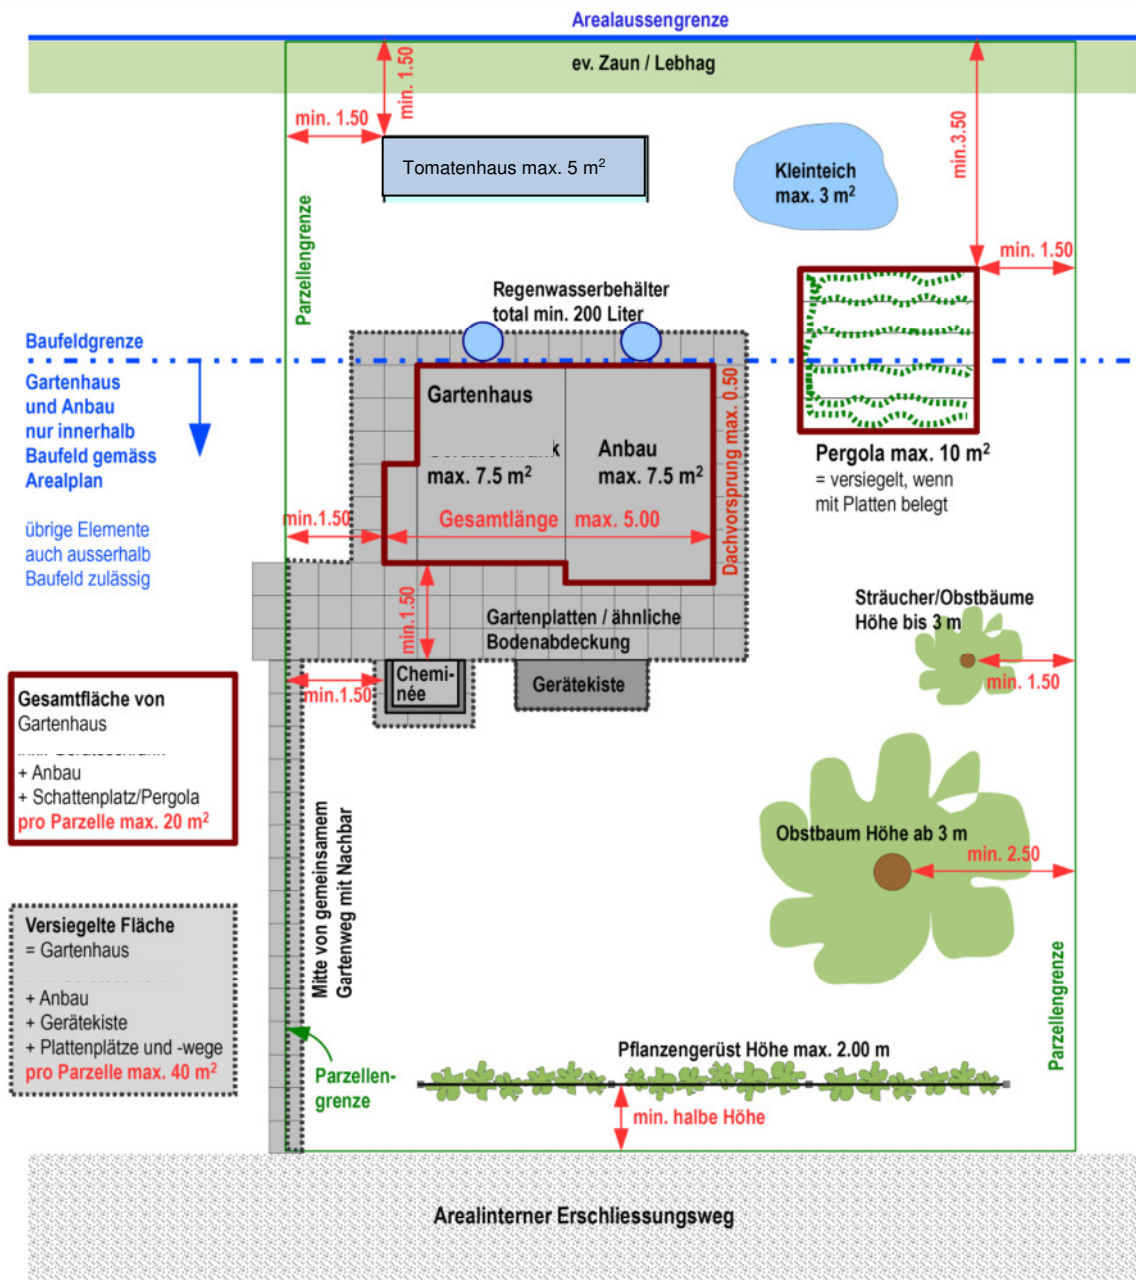 Arealaussengrenze
ev. Zaun / Lebhag
min. 1.50
min. 1.50
min.3.50
Tomatenhaus max. 5 m²
Kleinteich
max. 3 m²
min. 1.50
Parzellengrenze
Regenwasserbehälter
total min. 200 Liter
Baufeldgrenze
Gartenhaus
und Anbau
nur innerhalb
Baufeld gemäss
Arealplan
übrige Elemente
auch ausserhalb
Baufeld zulässig
Gartenhaus
max. 7.5 m²
Anbau
max. 7.5 m²
Dachvorsprung max. 0.50
min.1.50
Gesamtlänge max. 5.00
Pergola max. 10 m²
= versiegelt, wenn
mit Platten belegt
min.1.50
Gartenplatten / ähnliche
Bodenabdeckung
Sträucher/Obstbäume
Höhe bis 3 m
min. 1.50
min.1.50
Chemi-
née
Gerätekiste
Gesamtfläche von
Gartenhaus
+ Anbau
+ Schattenplatz/Pergola
pro Parzelle max. 20 m²
Obstbaum Höhe ab 3 m
min. 2.50
Mitte von gemeinsamem
Gartenweg mit Nachbar
Versiegelte Fläche
= Gartenhaus
+ Anbau
+ Gerätekiste
+ Plattenplätze und -wege
pro Parzelle max. 40 m²
Parzellengrenze
Parzellen-
grenze
Pflanzengerüst Höhe max. 2.00 m
min. halbe Höhe
Arealinterner Erschliessungsweg